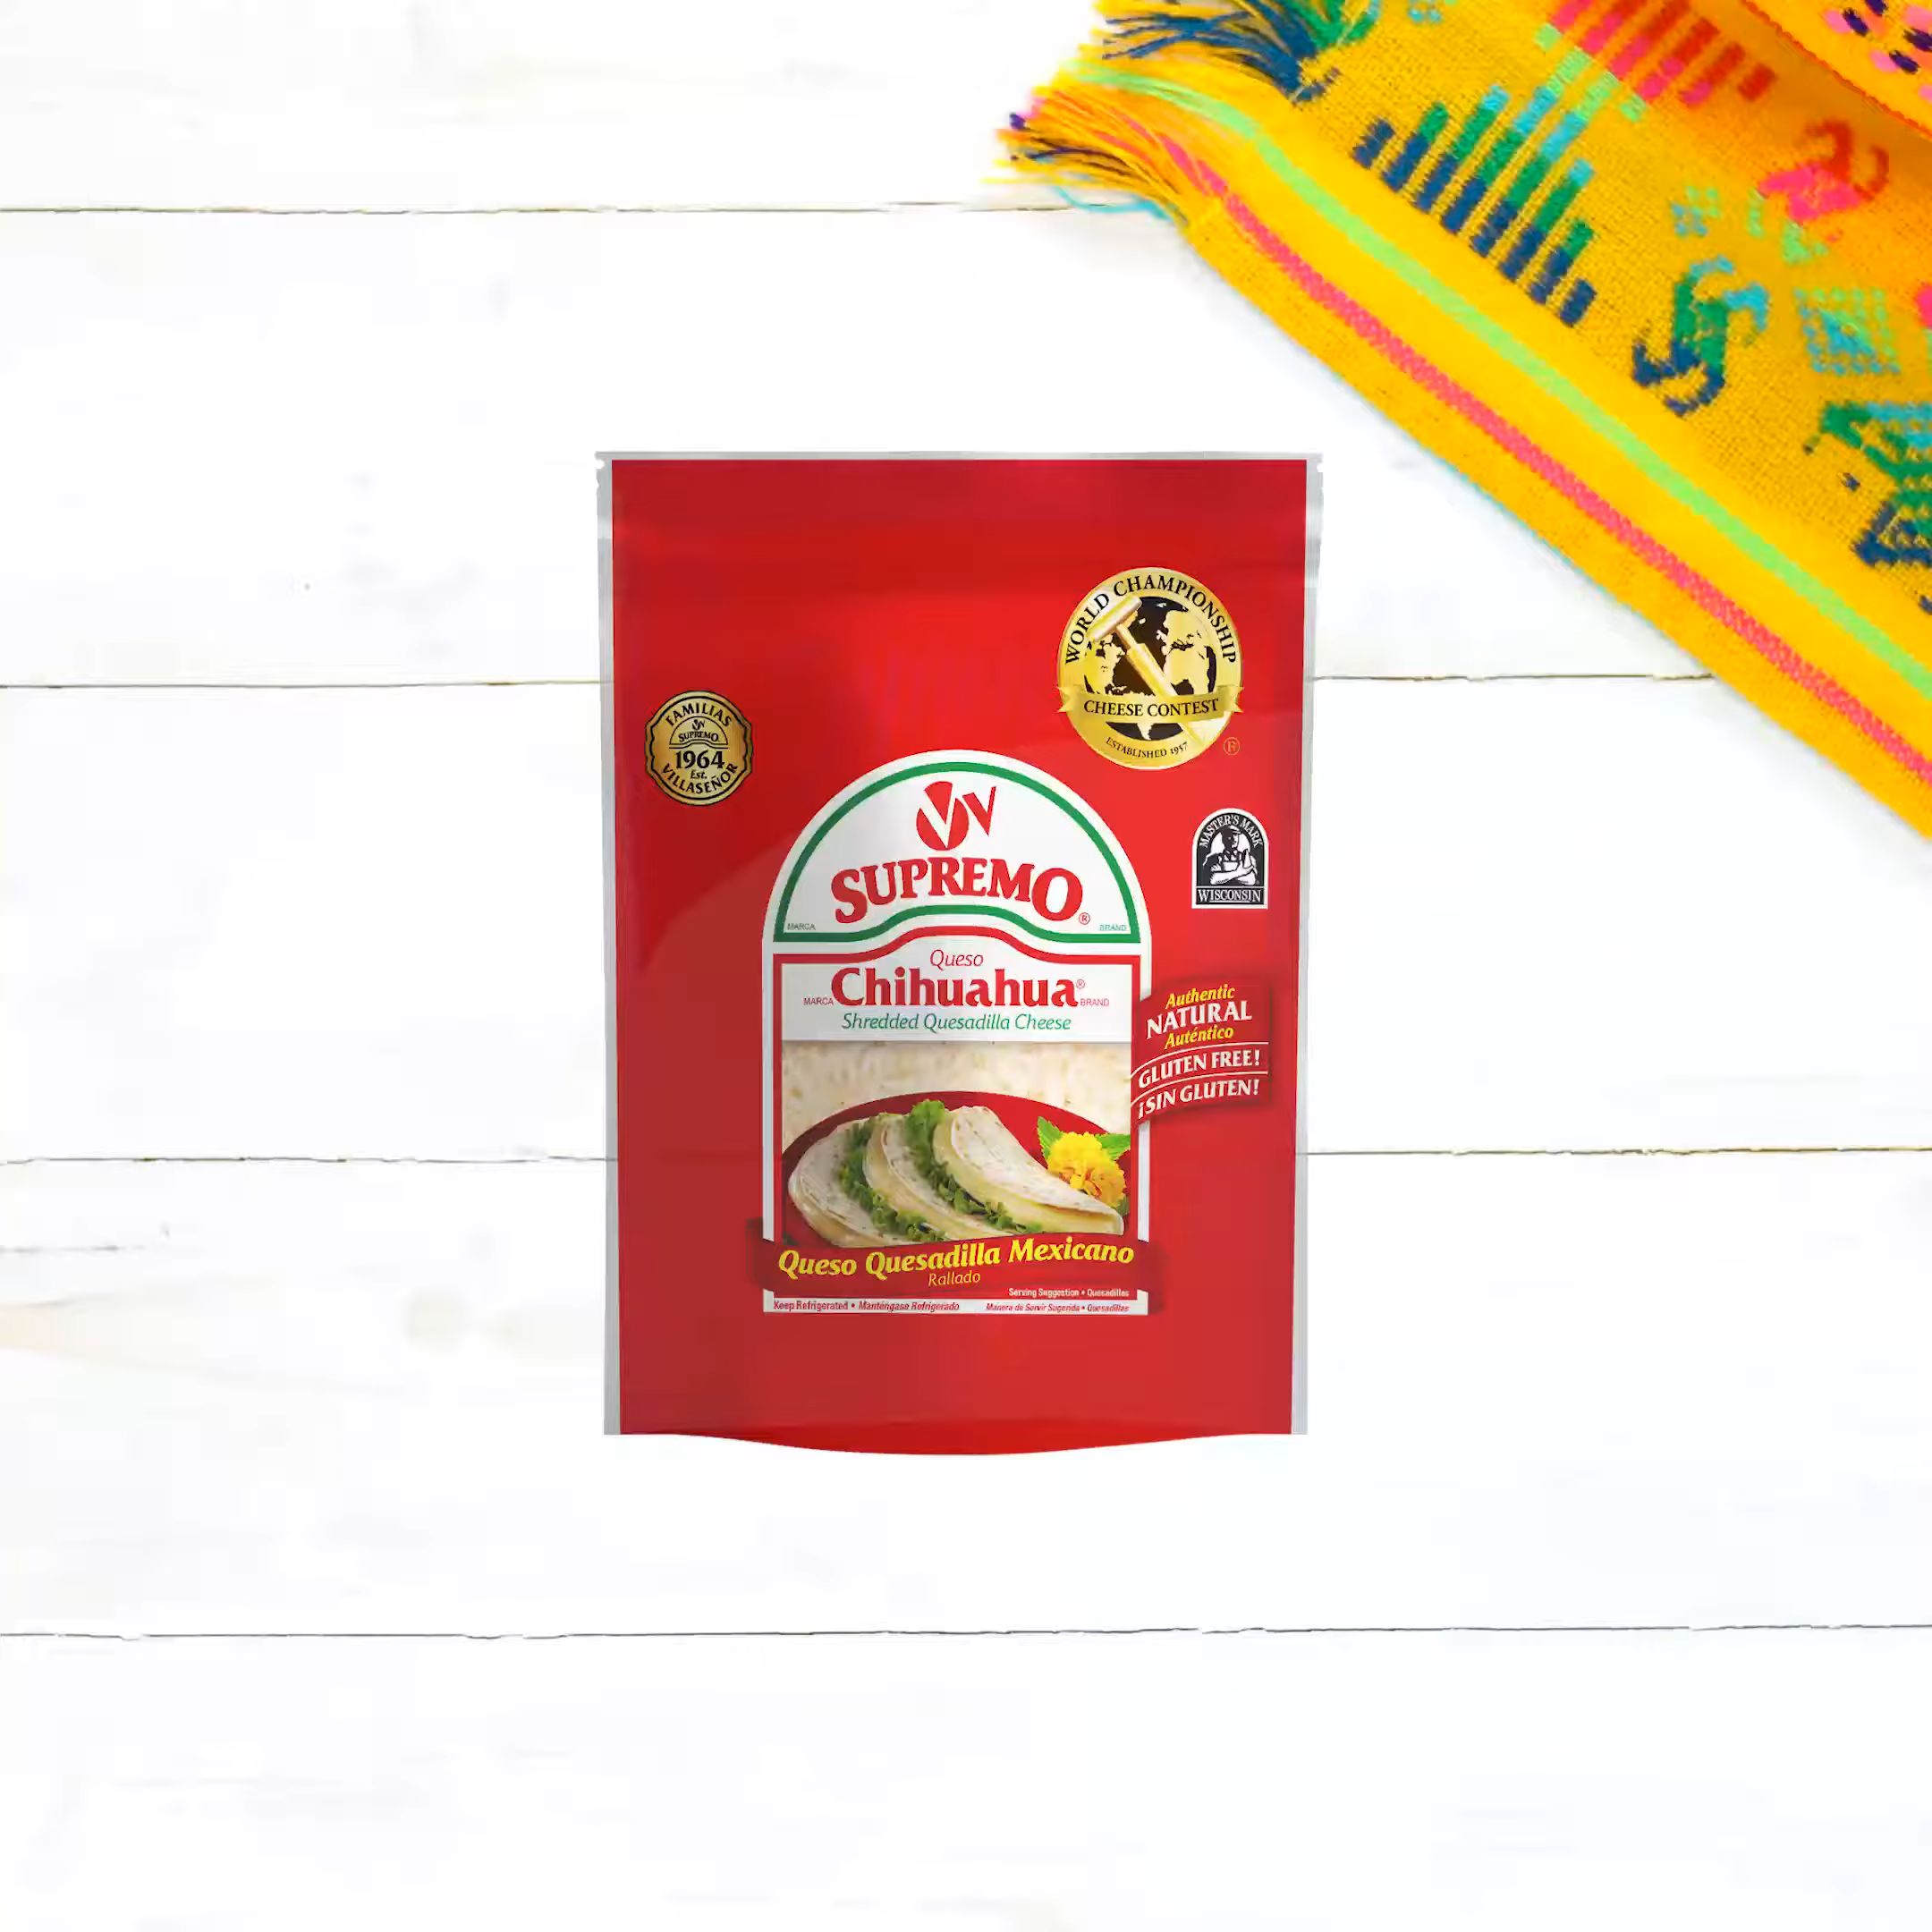 WORLD CHAMPIONSHIP
CHEESE CONTEST
ESTABLISHED 1957
®
FAMILIAS
VV
SUPREMO
1964
Est.
VILLASEÑOR
VV
SUPREMO®
MARCA
BRAND
MASTER'S MARK
WISCONSIN
Queso
MARCA Chihuahua® BRAND
Shredded Quesadilla Cheese
Authentic
NATURAL
Auténtico
GLUTEN FREE!
¡SIN GLUTEN!
Queso Quesadilla Mexicano
Rallado
Serving Suggestion • Quesadillas
Keep Refrigerated • Manténgase Refrigerado
Manera de Servir Sugerida • Quesadillas